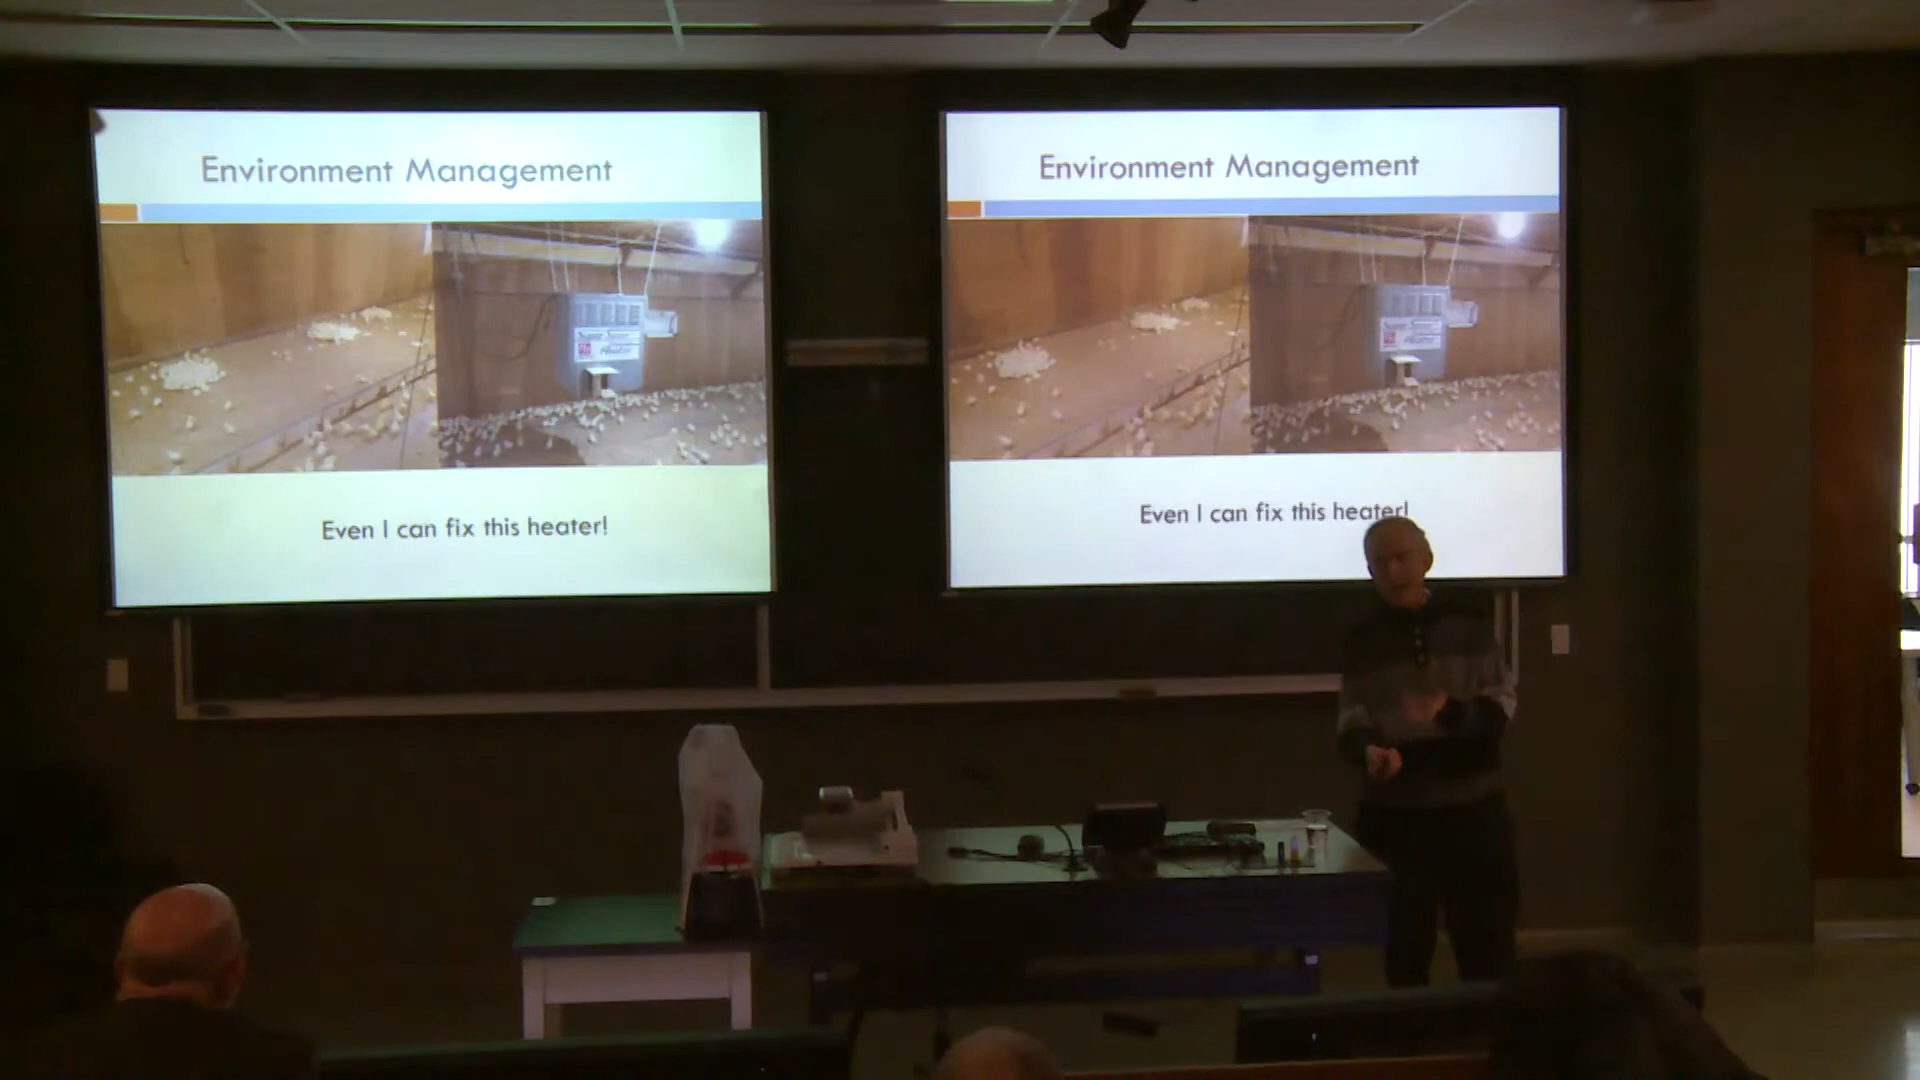 Environment Management
Even I can fix this heater!
Environment Management
Even I can fix this heater!